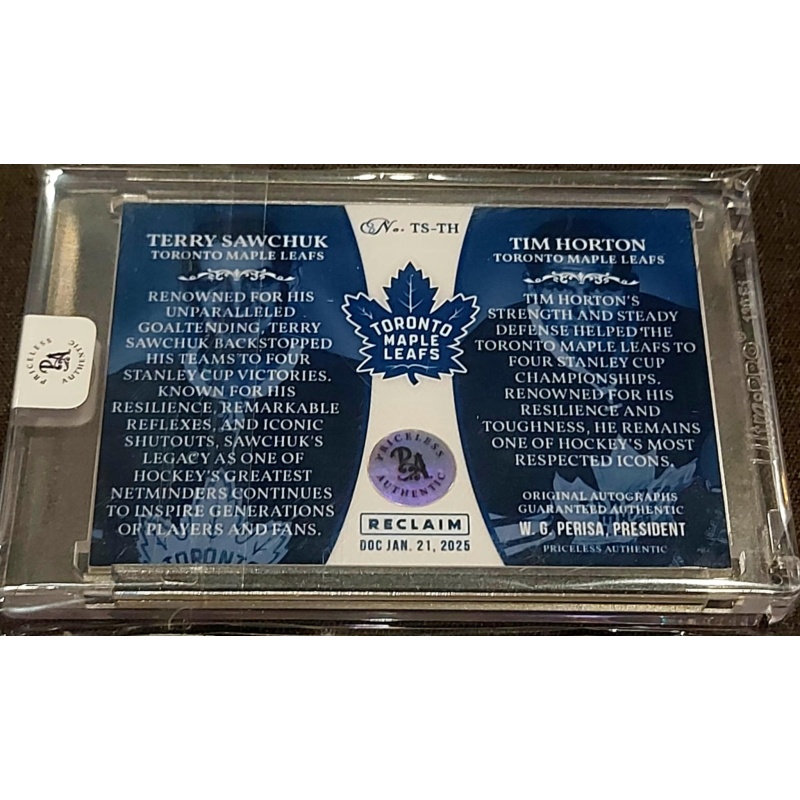 TERRY SAWCHUK
TORONTO MAPLE LEAFS
RENOWNED FOR HIS
UNPARALLELED
GOALTENDING, TERRY
SAWCHUK BACKSTOPPED
HIS TEAMS TO FOUR
STANLEY CUP VICTORIES.
KNOWN FOR HIS
RESILIENCE, REMARKABLE
REFLEXES, AND ICONIC
SHUTOUTS, SAWCHUK'S
LEGACY AS ONE OF
HOCKEY'S GREATEST
NETMINDERS CONTINUES
TO INSPIRE GENERATIONS
OF PLAYERS AND FANS.
No. TS-TH
TORONTO
MAPLE
LEAFS
PRICELESS
PA
AUTHENTIC
RECLAIM
DOC JAN. 21, 2025
TIM HORTON
TORONTO MAPLE LEAFS
TIM HORTON'S
STRENGTH AND STEADY
DEFENSE HELPED THE
TORONTO MAPLE LEAFS TO
FOUR STANLEY CUP
CHAMPIONSHIPS.
RENOWNED FOR HIS
RESILIENCE AND
TOUGHNESS, HE REMAINS
ONE OF HOCKEY'S MOST
RESPECTED ICONS.
ORIGINAL AUTOGRAPHS
GUARANTEED AUTHENTIC
W. G. PERISA, PRESIDENT
PRICELESS AUTHENTIC
PRICELESS
PA
AUTHENTIC
TORONTO